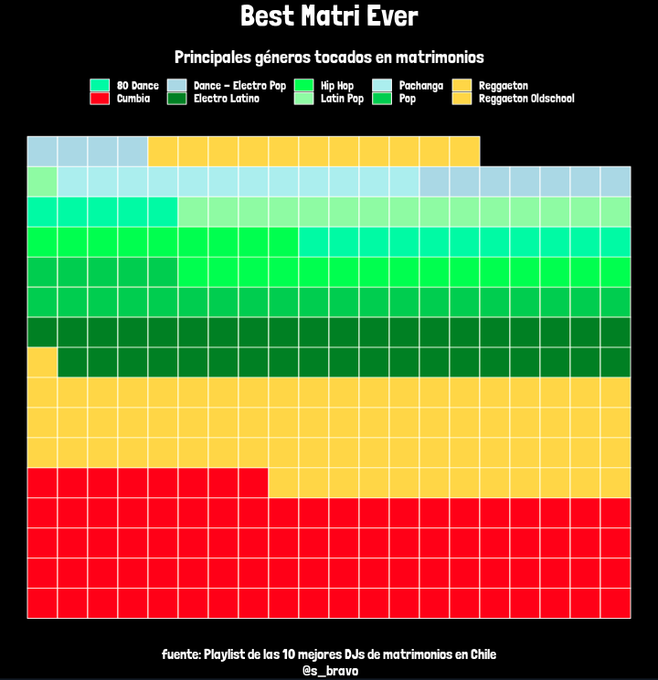 Best Matri Ever
Principales géneros tocados en matrimonios
80 Dance Dance - Electro Pop Hip Hop Pachanga Reggaeton
Cumbia Electro Latino Latin Pop Pop Reggaeton Oldschool
fuente: Playlist de las 10 mejores DJs de matrimonios en Chile
@s_bravo